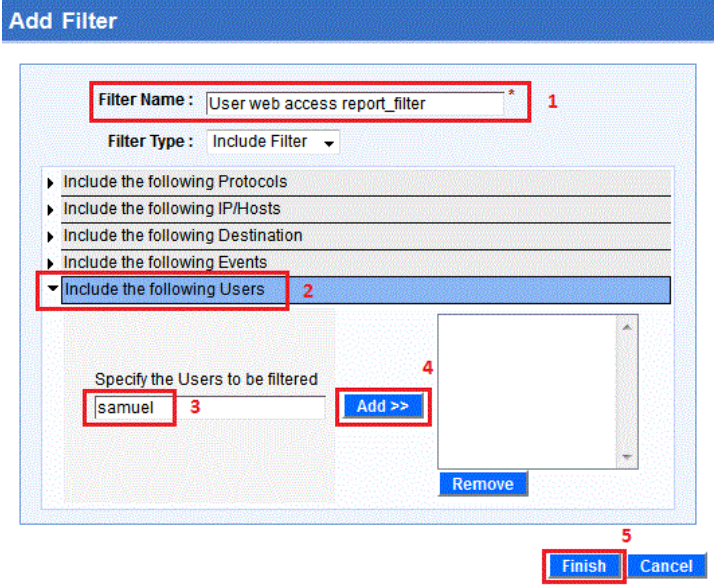 Add Filter
Filter Name : User web access report_filter * 1
Filter Type : Include Filter
Include the following Protocols
Include the following IP/Hosts
Include the following Destination
Include the following Events
Include the following Users 2
4
Specify the Users to be filtered
samuel 3 Add >>
Remove
5
Finish Cancel